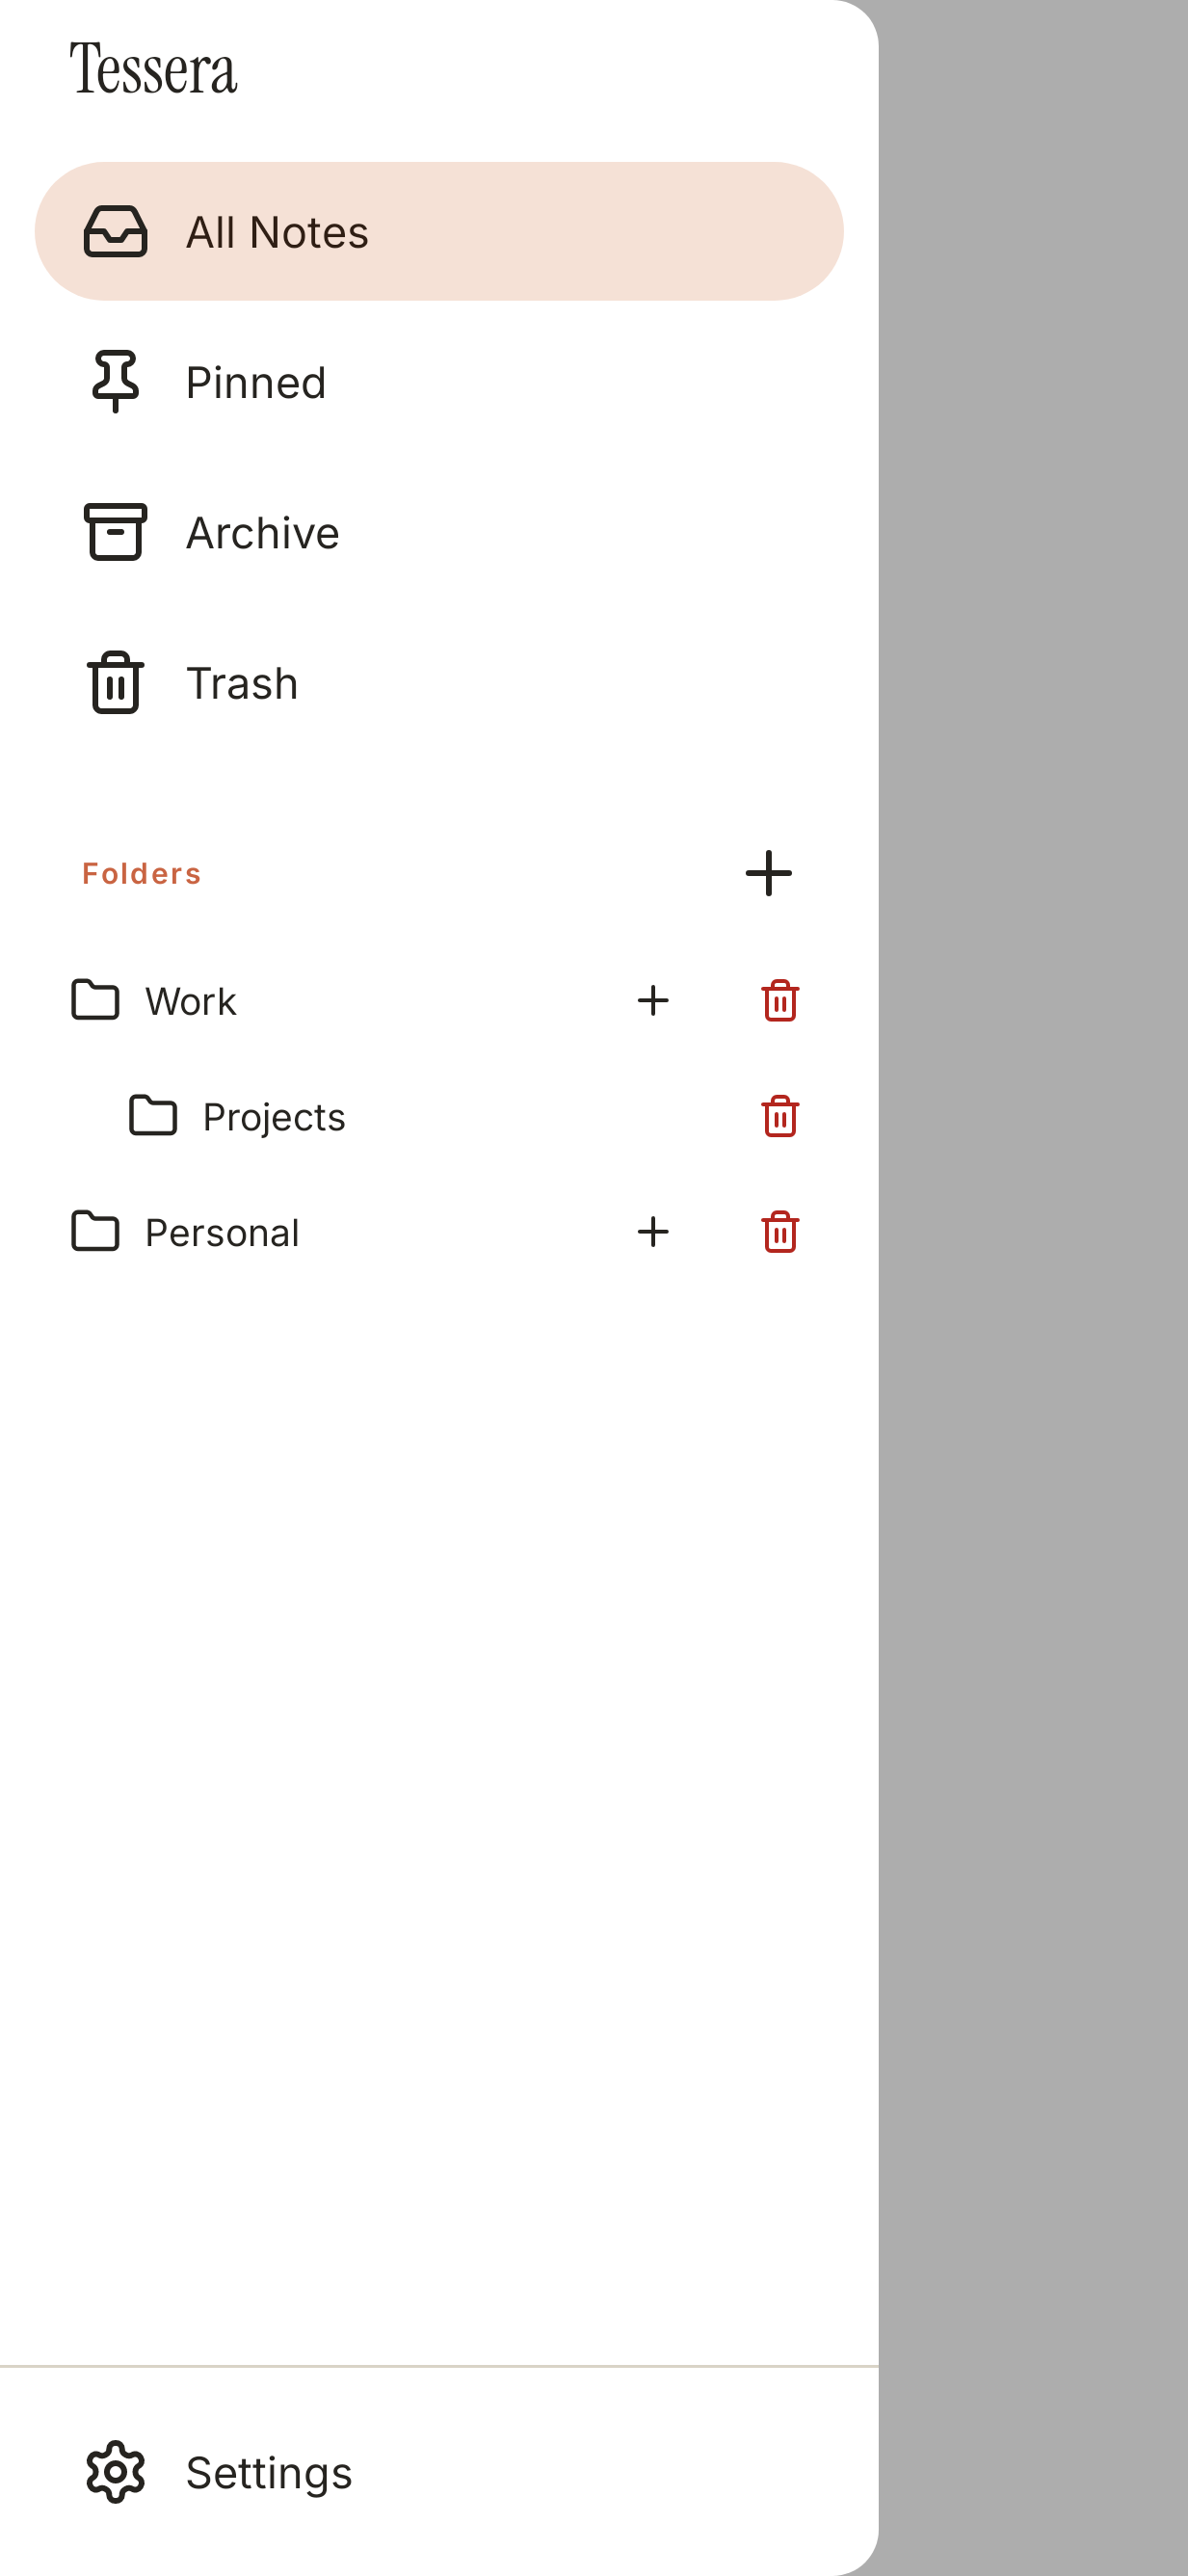 Tessera
All Notes
Pinned
Archive
Trash
Folders
Work
Projects
Personal
Settings